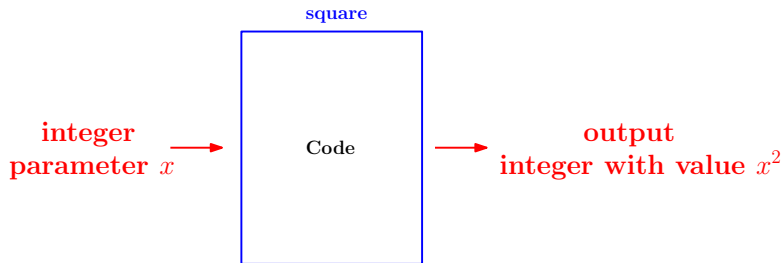 square
integer
parameter x
Code
output
integer with value x²